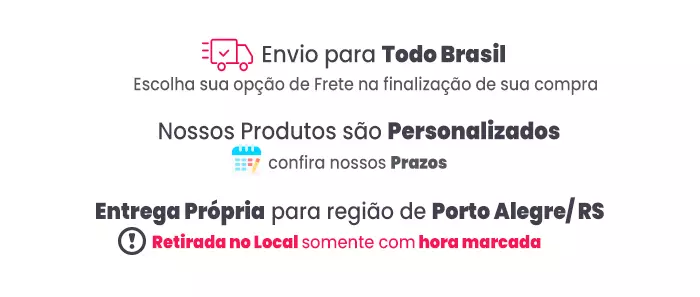 Envio para Todo Brasil
Escolha sua opção de Frete na finalização de sua compra
Nossos Produtos são Personalizados
confira nossos Prazos
Entrega Própria para região de Porto Alegre/RS
Retirada no Local somente com hora marcada